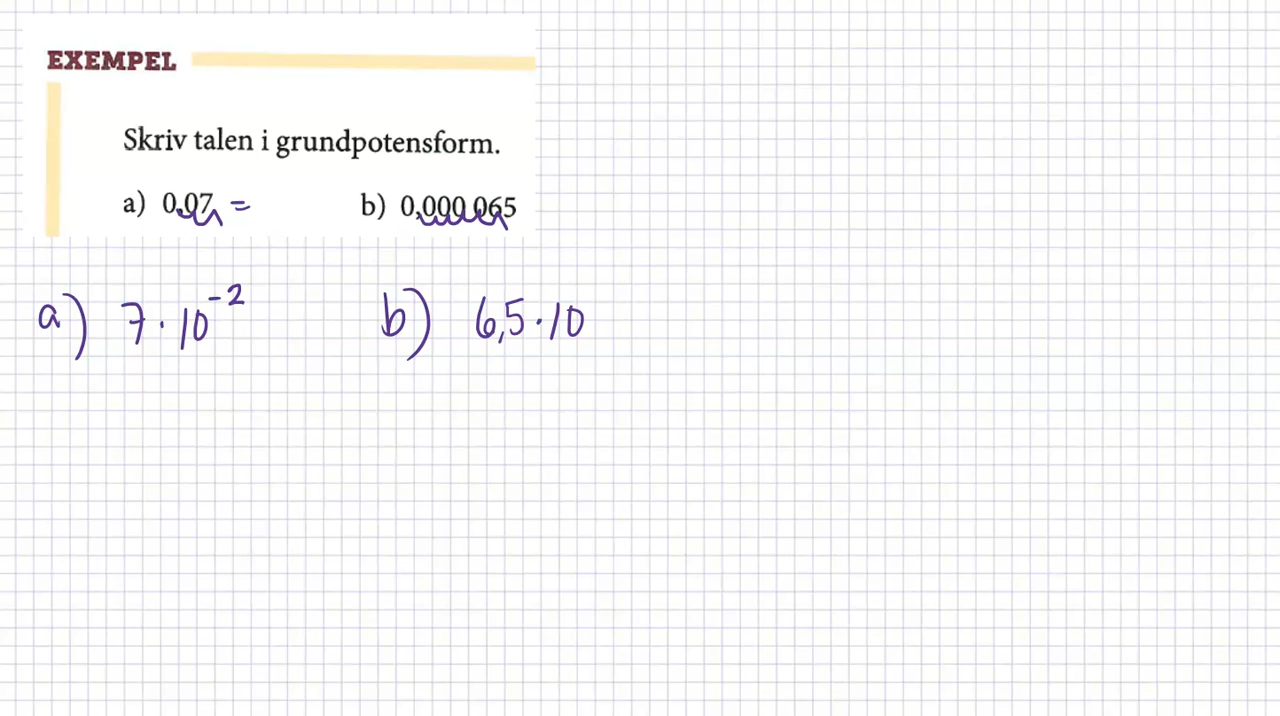 EXEMPEL
Skriv talen i grundpotensform.
a) 0,07 = b) 0,000 065
a) 7 · 10⁻² b) 6,5 · 10